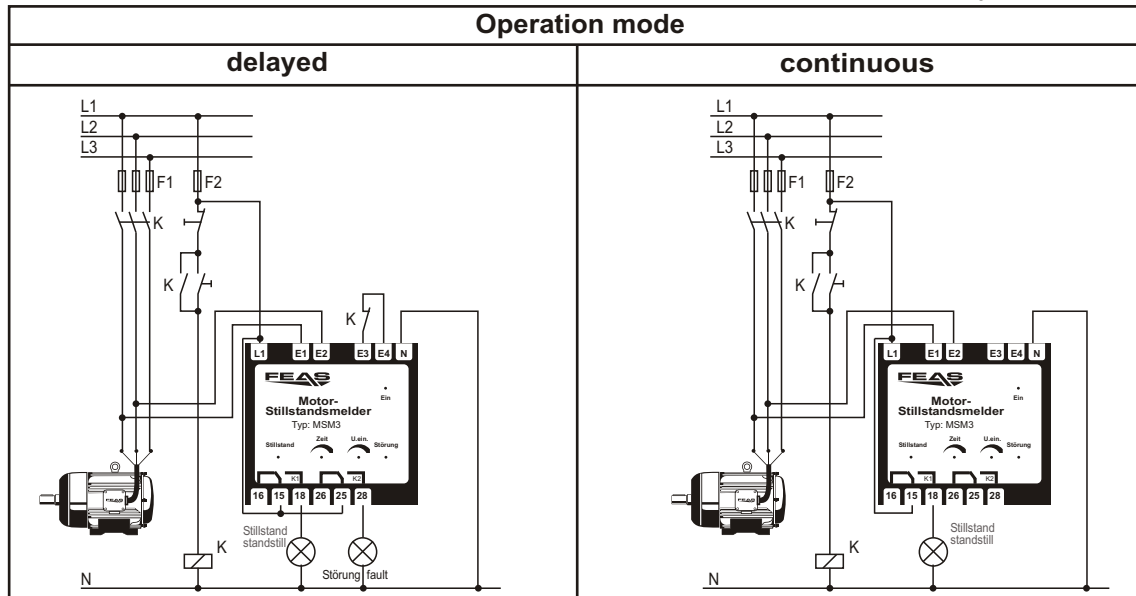 Operation mode
delayed
continuous
L1
L2
L3
F1
F2
K
K
K
L1
E1
E2
E3
E4
N
FEAS
Ein
Motor-
Stillstandsmelder
Typ: MSM3
Stillstand
Zeit
U.ein.
Störung
K1
K2
16
15
18
26
25
28
Stillstand
standstill
K
Störung fault
N
L1
L2
L3
F1
F2
K
K
L1
E1
E2
E3
E4
N
FEAS
Ein
Motor-
Stillstandsmelder
Typ: MSM3
Stillstand
Zeit
U.ein.
Störung
K1
K2
16
15
18
26
25
28
Stillstand
standstill
K
N